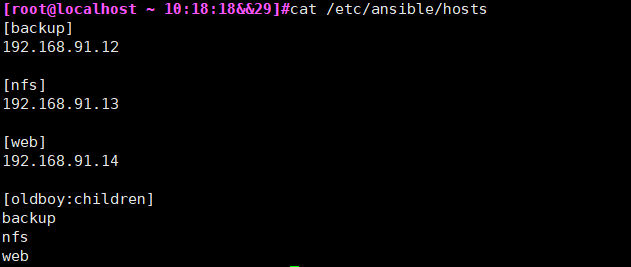 [root@localhost ~ 10:18:18&&29]#cat /etc/ansible/hosts
[backup]
192.168.91.12
[nfs]
192.168.91.13
[web]
192.168.91.14
[oldboy:children]
backup
nfs
web